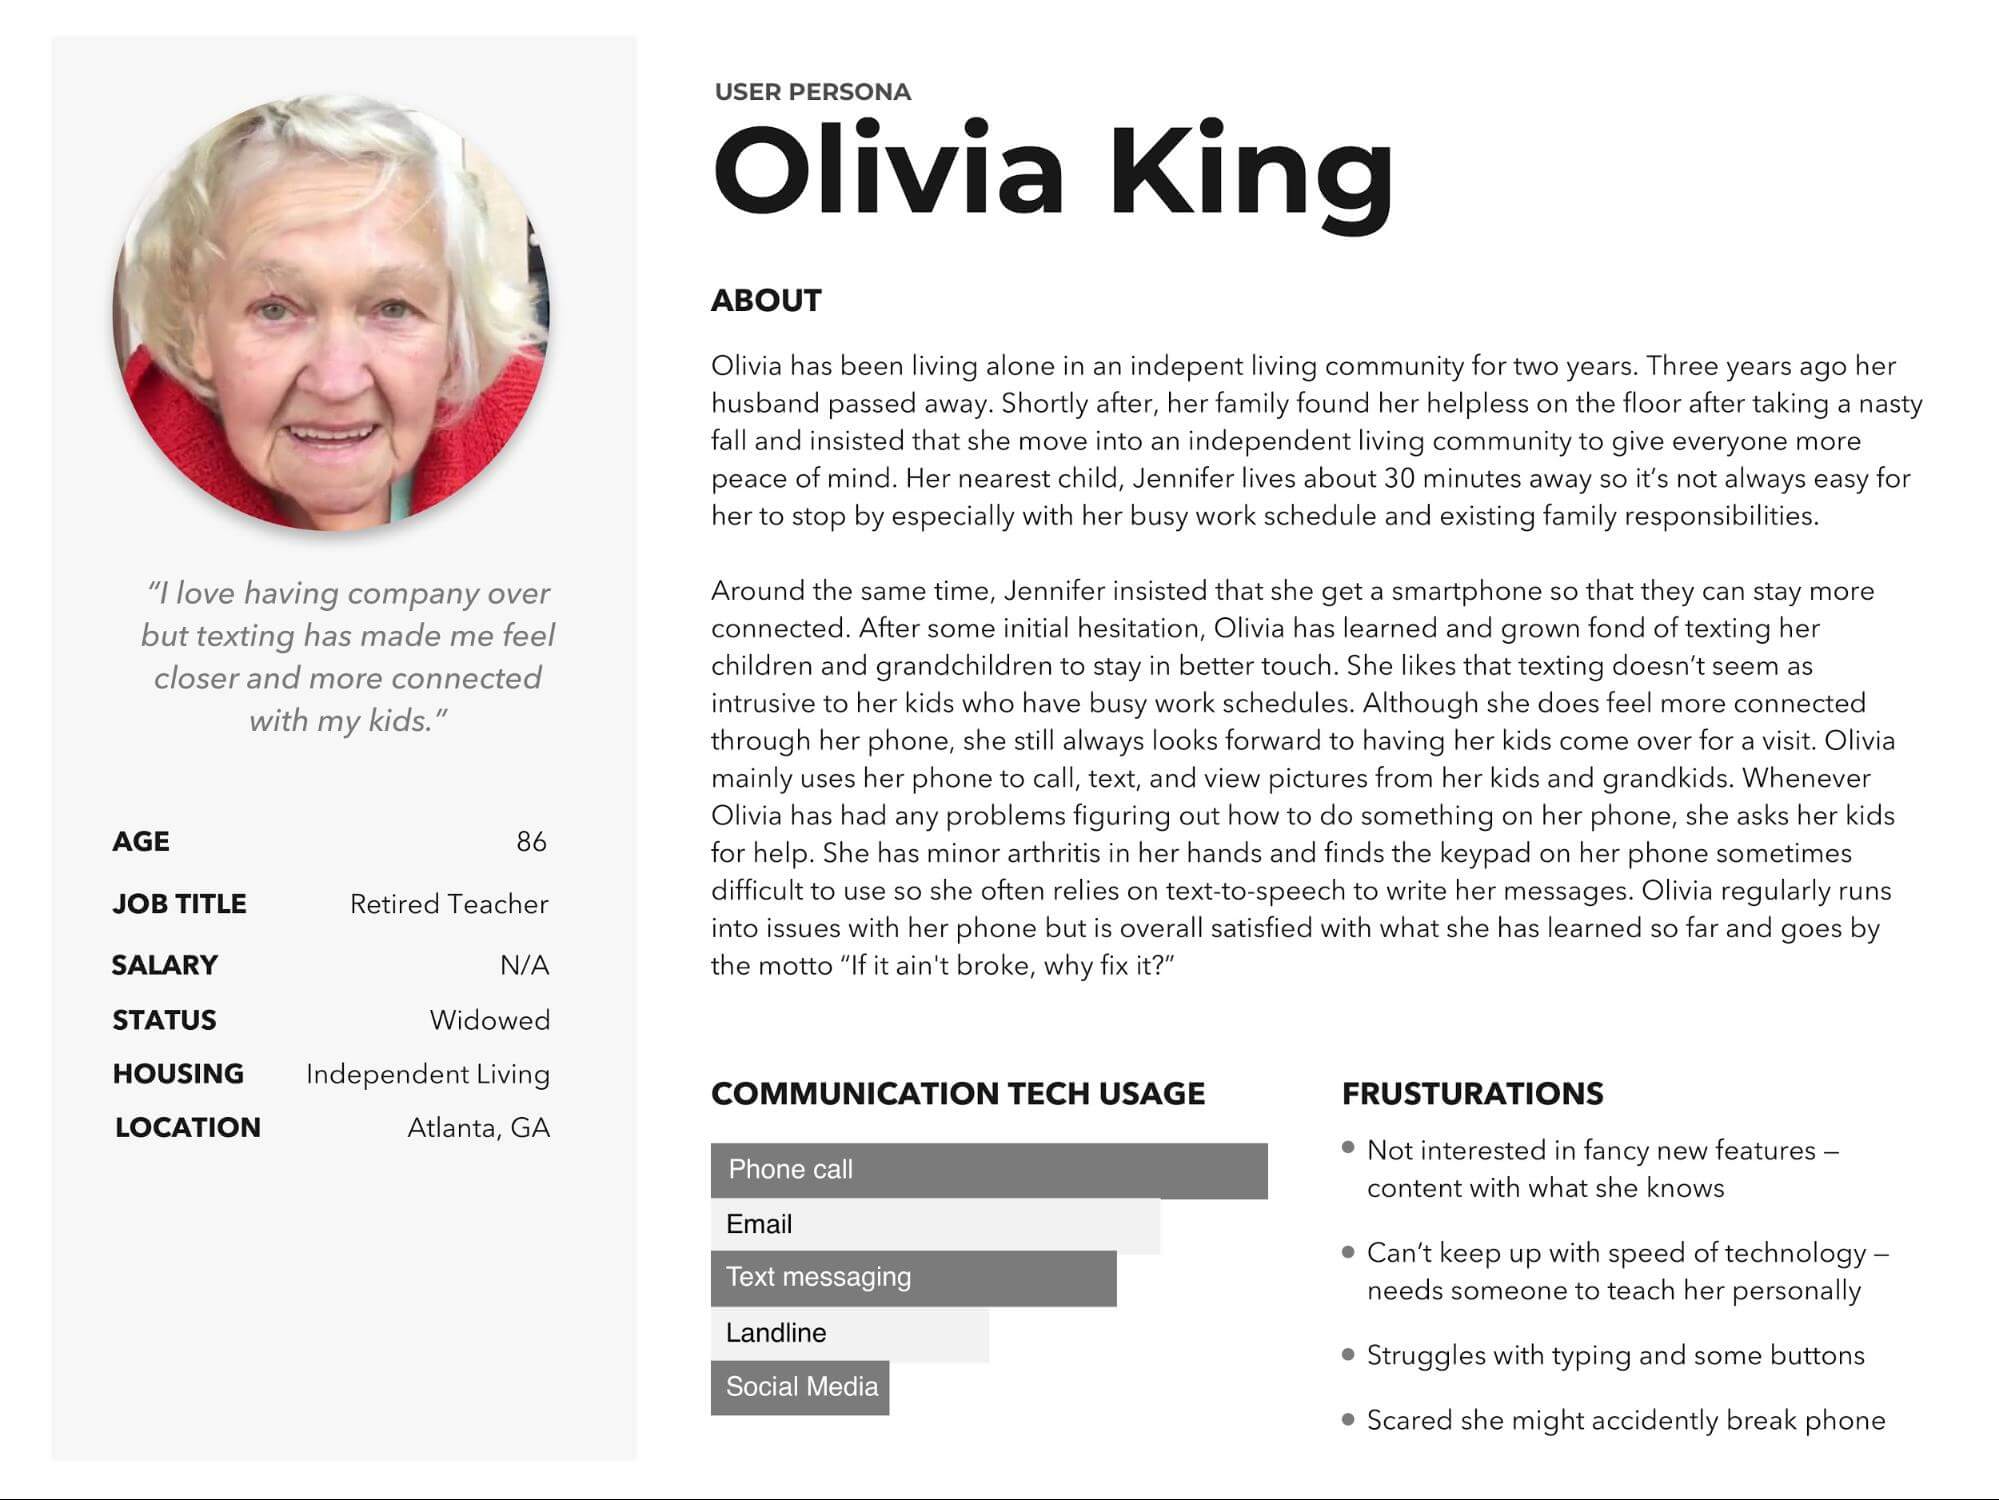 USER PERSONA
Olivia King
ABOUT
Olivia has been living alone in an indepent living community for two years. Three years ago her
husband passed away. Shortly after, her family found her helpless on the floor after taking a nasty
fall and insisted that she move into an independent living community to give everyone more
peace of mind. Her nearest child, Jennifer lives about 30 minutes away so it’s not always easy for
her to stop by especially with her busy work schedule and existing family responsibilities.
Around the same time, Jennifer insisted that she get a smartphone so that they can stay more
connected. After some initial hesitation, Olivia has learned and grown fond of texting her
children and grandchildren to stay in better touch. She likes that texting doesn’t seem as
intrusive to her kids who have busy work schedules. Although she does feel more connected
through her phone, she still always looks forward to having her kids come over for a visit. Olivia
mainly uses her phone to call, text, and view pictures from her kids and grandkids. Whenever
Olivia has had any problems figuring out how to do something on her phone, she asks her kids
for help. She has minor arthritis in her hands and finds the keypad on her phone sometimes
difficult to use so she often relies on text-to-speech to write her messages. Olivia regularly runs
into issues with her phone but is overall satisfied with what she has learned so far and goes by
the motto “If it ain't broke, why fix it?”
“I love having company over
but texting has made me feel
closer and more connected
with my kids.”
AGE 86
JOB TITLE Retired Teacher
SALARY N/A
STATUS Widowed
HOUSING Independent Living
LOCATION Atlanta, GA
COMMUNICATION TECH USAGE
Phone call
Email
Text messaging
Landline
Social Media
FRUSTURATIONS
• Not interested in fancy new features –
content with what she knows
• Can’t keep up with speed of technology –
needs someone to teach her personally
• Struggles with typing and some buttons
• Scared she might accidently break phone